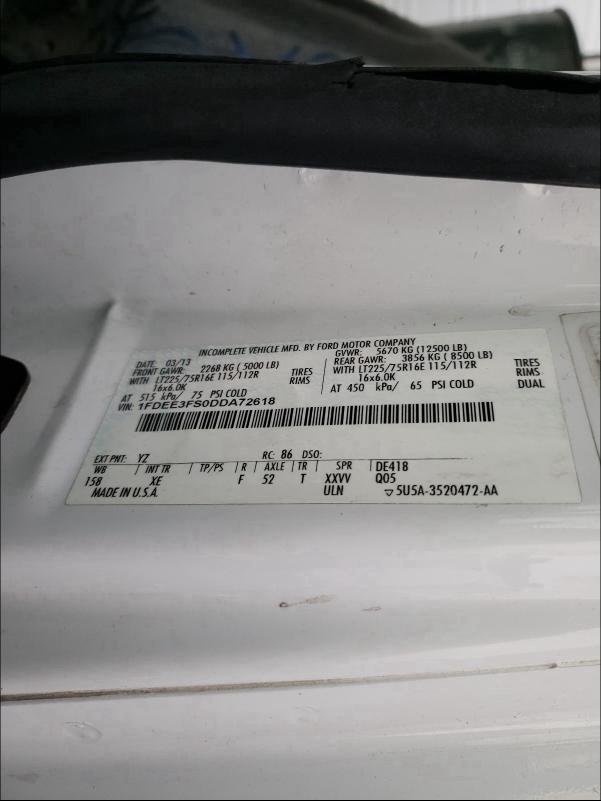 INCOMPLETE VEHICLE MFD. BY FORD MOTOR COMPANY
DATE: 03/13 GVWR: 5670 KG (12500 LB)
FRONT GAWR: 2268 KG ( 5000 LB) REAR GAWR: 3856 KG ( 8500 LB)
WITH LT225/75R16E 115/112R TIRES WITH LT225/75R16E 115/112R TIRES
16x6.0K RIMS 16x6.0K RIMS
AT 515 kPa/ 75 PSI COLD AT 450 kPa/ 65 PSI COLD DUAL
VIN: 1FDEE3FS0DDA72618
EXT PNT: YZ RC: 86 DSO:
WB INT TR TP/PS R AXLE TR SPR DE418
158 XE F 52 T XXVV Q05
MADE IN U.S.A. ULN ▽5U5A-3520472-AA